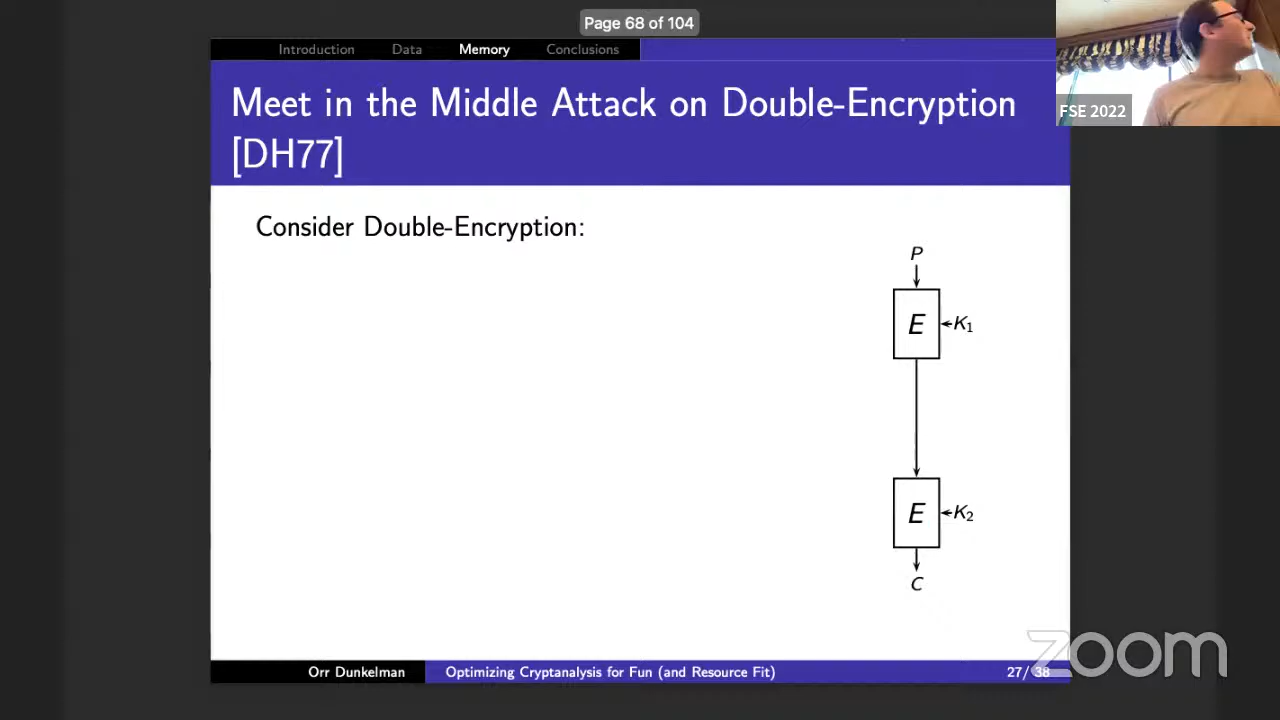 Page 68 of 104
Introduction Data Memory Conclusions
Meet in the Middle Attack on Double-Encryption
[DH77]
FSE 2022
Consider Double-Encryption:
P
E K1
E K2
C
Orr Dunkelman Optimizing Cryptanalysis for Fun (and Resource Fit) 27/38
zoom